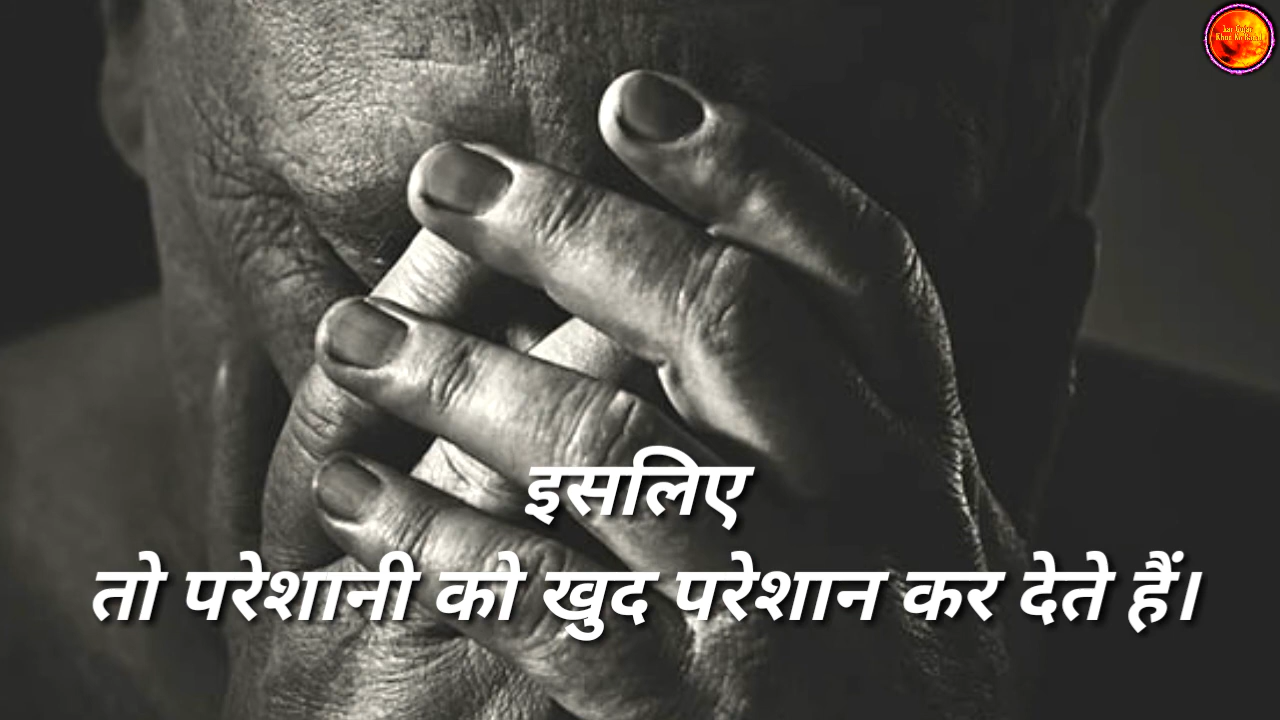 इसलिए
तो परेशानी को खुद परेशान कर देते हैं।